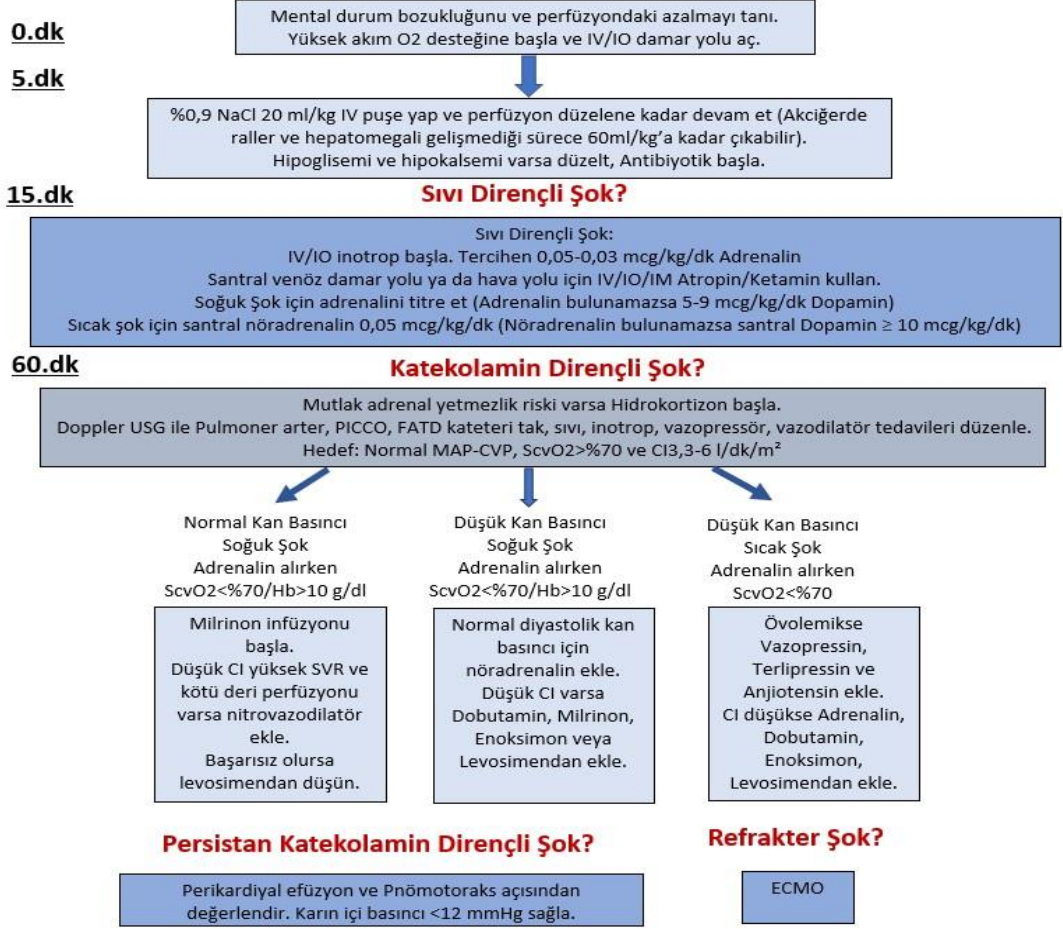 0.dk
Mental durum bozukluğunu ve perfüzyondaki azalmayı tanı.
Yüksek akım O2 desteğine başla ve IV/IO damar yolu aç.
5.dk
%0,9 NaCl 20 ml/kg IV puşe yap ve perfüzyon düzelene kadar devam et (Akciğerde
raller ve hepatomegali gelişmediği sürece 60ml/kg’a kadar çıkabilir).
Hipoglisemi ve hipokalsemi varsa düzelt, Antibiyotik başla.
15.dk
Sıvı Dirençli Şok?
Sıvı Dirençli Şok:
IV/IO inotrop başla. Tercihen 0,05-0,03 mcg/kg/dk Adrenalin
Santral venöz damar yolu ya da hava yolu için IV/IO/IM Atropin/Ketamin kullan.
Soğuk Şok için adrenalini titre et (Adrenalin bulunamazsa 5-9 mcg/kg/dk Dopamin)
Sıcak şok için santral nöradrenalin 0,05 mcg/kg/dk (Nöradrenalin bulunamazsa santral Dopamin ≥ 10 mcg/kg/dk)
60.dk
Katekolamin Dirençli Şok?
Mutlak adrenal yetmezlik riski varsa Hidrokortizon başla.
Doppler USG ile Pulmoner arter, PICCO, FATD kateteri tak, sıvı, inotrop, vazopressör, vazodilatör tedavileri düzenle.
Hedef: Normal MAP-CVP, ScvO2>%70 ve CI3,3-6 l/dk/m²
Normal Kan Basıncı
Soğuk Şok
Adrenalin alırken
ScvO2<%70/Hb>10 g/dl
Milrinon infüzyonu
başla.
Düşük CI yüksek SVR ve
kötü deri perfüzyonu
varsa nitrovazodilatör
ekle.
Başarısız olursa
levosimendan düşün.
Düşük Kan Basıncı
Soğuk Şok
Adrenalin alırken
ScvO2<%70/Hb>10 g/dl
Normal diyastolik kan
basıncı için
nöradrenalin ekle.
Düşük CI varsa
Dobutamin, Milrinon,
Enoksimon veya
Levosimendan ekle.
Düşük Kan Basıncı
Sıcak Şok
Adrenalin alırken
ScvO2<%70
Övolemikse
Vazopressin,
Terlipressin ve
Anjiotensin ekle.
CI düşükse Adrenalin,
Dobutamin,
Enoksimon,
Levosimendan ekle.
Persistan Katekolamin Dirençli Şok?
Perikardiyal efüzyon ve Pnömotoraks açısından
değerlendir. Karın içi basıncı <12 mmHg sağla.
Refrakter Şok?
ECMO